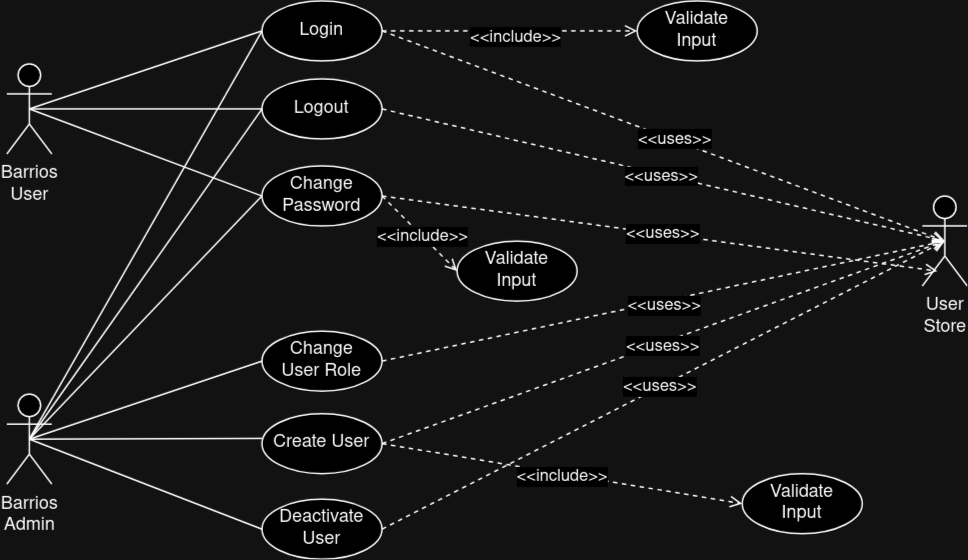 Login
<<include>>
Validate
Input
Logout
<<uses>>
<<uses>>
Barrios
User
Change
Password
<<include>>
<<uses>>
Validate
Input
User
Store
<<uses>>
Change
User Role
<<uses>>
<<uses>>
Create User
<<include>>
Validate
Input
Barrios
Admin
Deactivate
User